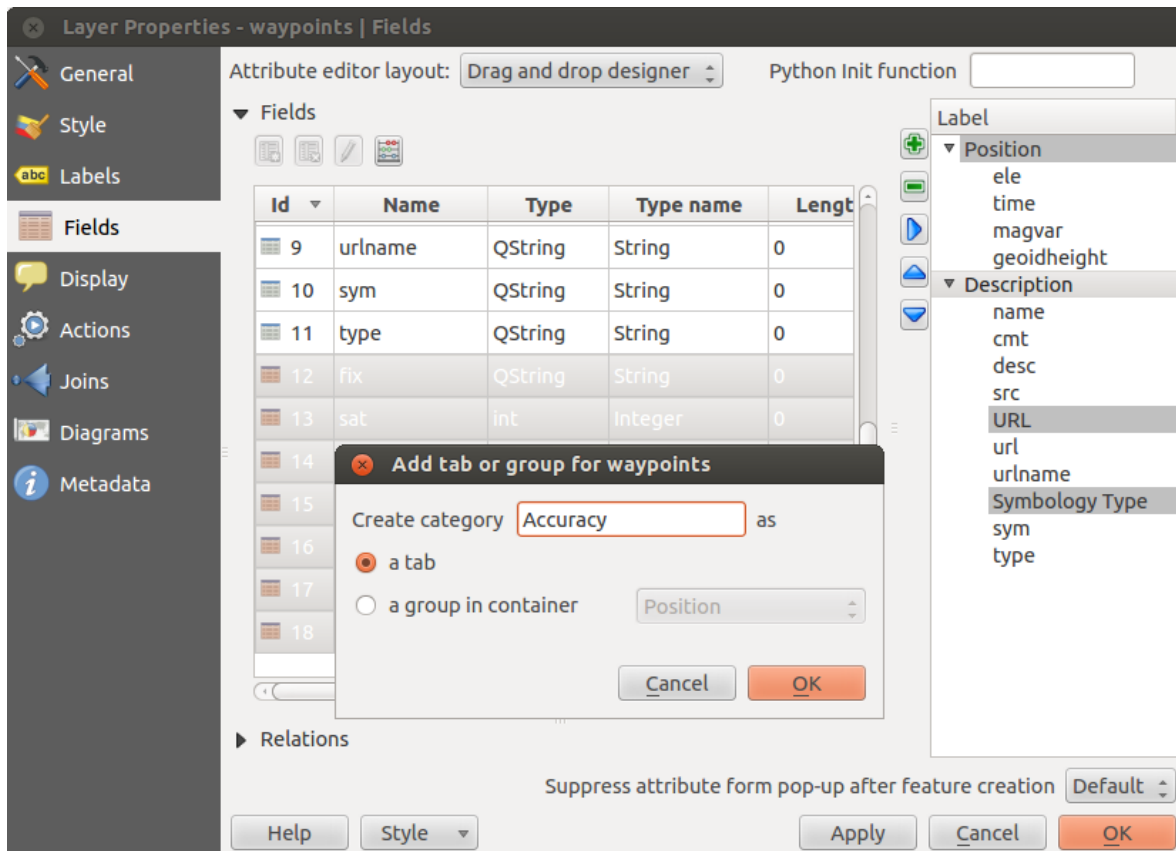 Layer Properties - waypoints | Fields
General
Style
abc Labels
Fields
Display
Actions
Joins
Diagrams
Metadata
Attribute editor layout: Drag and drop designer
Python Init function
Fields
Id Name Type Type name Lengt
9 urlname QString String 0
10 sym QString String 0
11 type QString String 0
12 fix QString String 0
13 sat int Integer 0
14
15
16
17
18
Add tab or group for waypoints
Create category Accuracy as
a tab
a group in container Position
Cancel OK
Relations
Label
Position
ele
time
magvar
geoidheight
Description
name
cmt
desc
src
URL
url
urlname
Symbology Type
sym
type
Suppress attribute form pop-up after feature creation Default
Help Style Apply Cancel OK